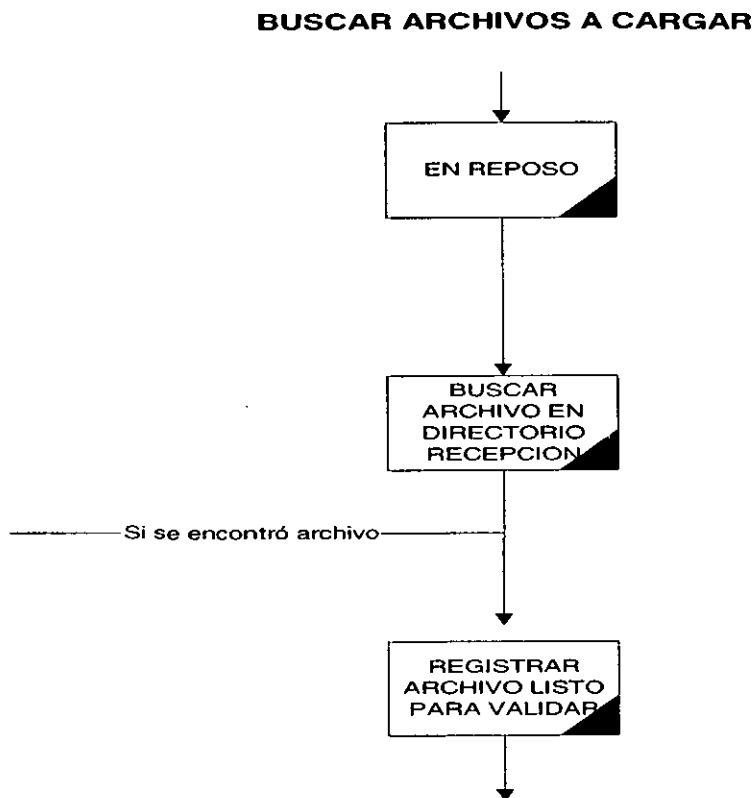 BUSCAR ARCHIVOS A CARGAR
EN REPOSO
BUSCAR
ARCHIVO EN
DIRECTORIO
RECEPCION
Si se encontró archivo
REGISTRAR
ARCHIVO LISTO
PARA VALIDAR